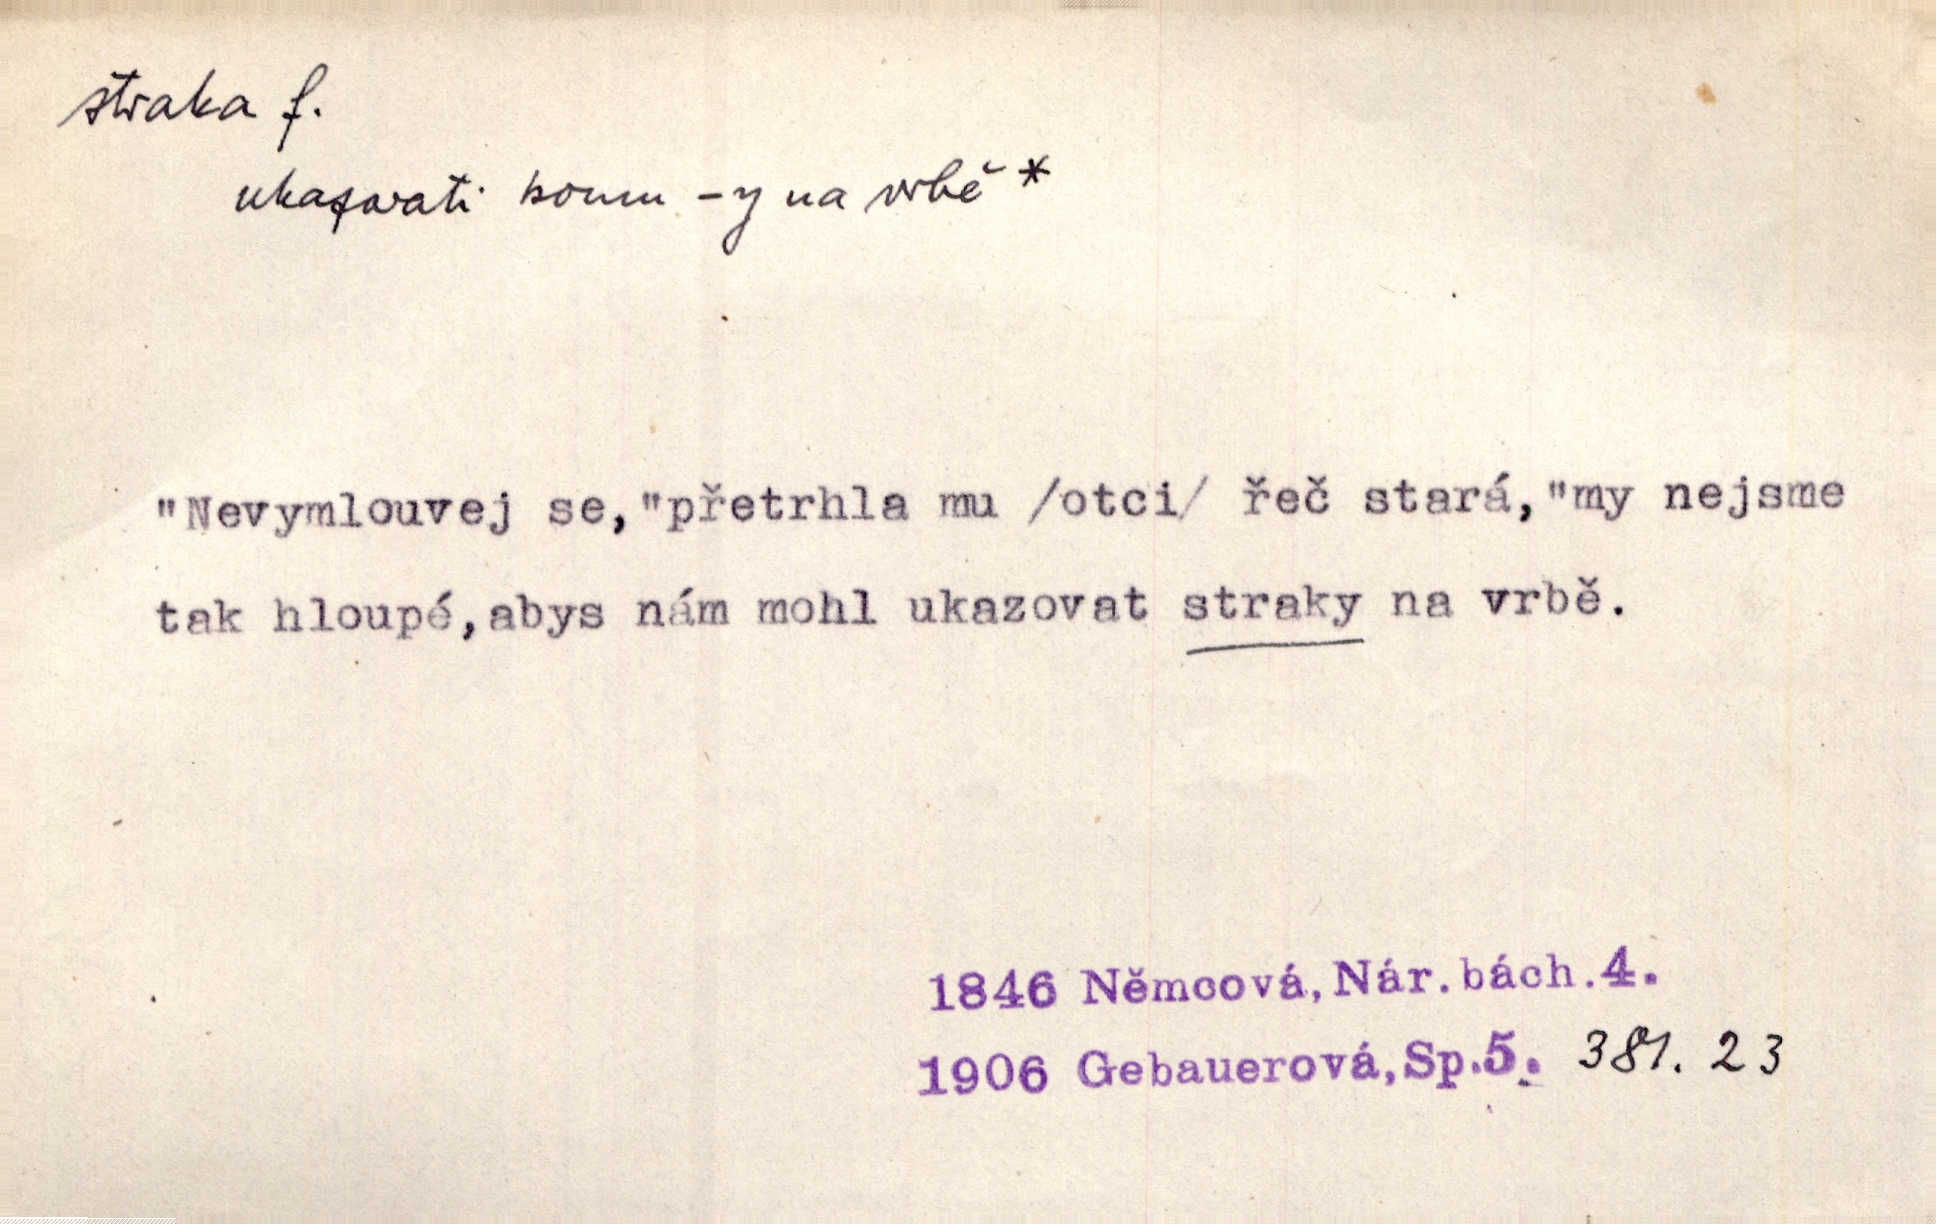 straka f.
ukazovati komu -y na vrbě *
"Nevymlouvej se,"přetrhla mu /otci/ řeč stará,"my nejsme
tak hloupé,abys nám mohl ukazovat straky na vrbě.
1846 Němcová,Nár.bách.4.
1906 Gebauerová,Sp.5. 381. 23